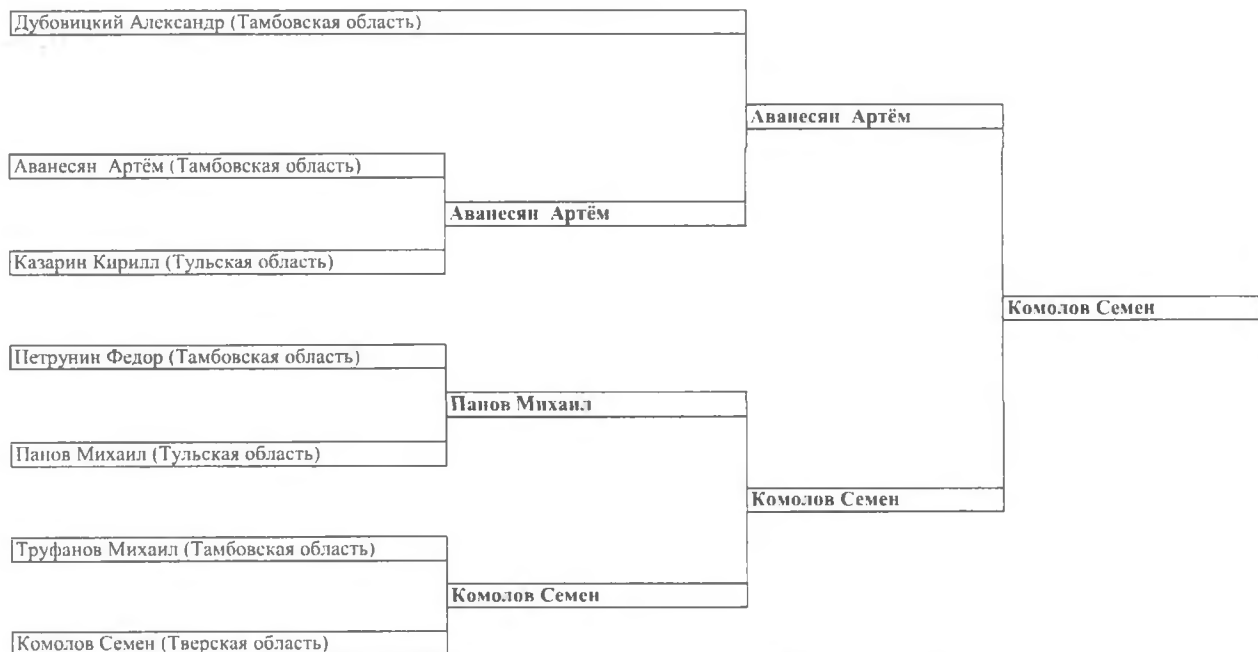 Дубовицкий Александр (Тамбовская область)
Аванесян Артём
Аванесян Артём (Тамбовская область)
Аванесян Артём
Казарин Кирилл (Тульская область)
Комолов Семен
Петрунин Федор (Тамбовская область)
Панов Михаил
Панов Михаил (Тульская область)
Комолов Семен
Труфанов Михаил (Тамбовская область)
Комолов Семен
Комолов Семен (Тверская область)